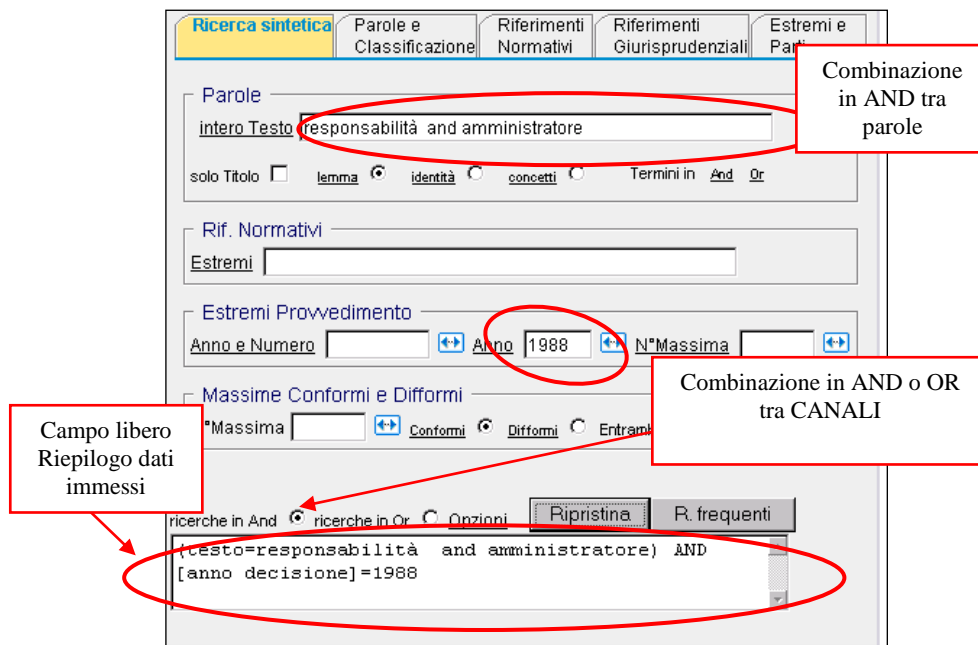 Ricerca sintetica
Parole e
Classificazione
Riferimenti
Normativi
Riferimenti
Giurisprudenziali
Estremi e
Combinazione
in AND tra
parole
Parole
intero Testo responsabilità and amministratore
solo Titolo lemma identità concetti Termini in And Or
Rif. Normativi
Estremi
Estremi Provvedimento
Anno e Numero Anno 1988 N°Massima
Combinazione in AND o OR
tra CANALI
Massime Conformi e Difformi
°Massima Conformi Difformi
Campo libero
Riepilogo dati
immessi
ricerche in And ricerche in Or Opzioni Ripristina R. frequenti
(testo=responsabilità and amministratore) AND
[anno decisione]=1988